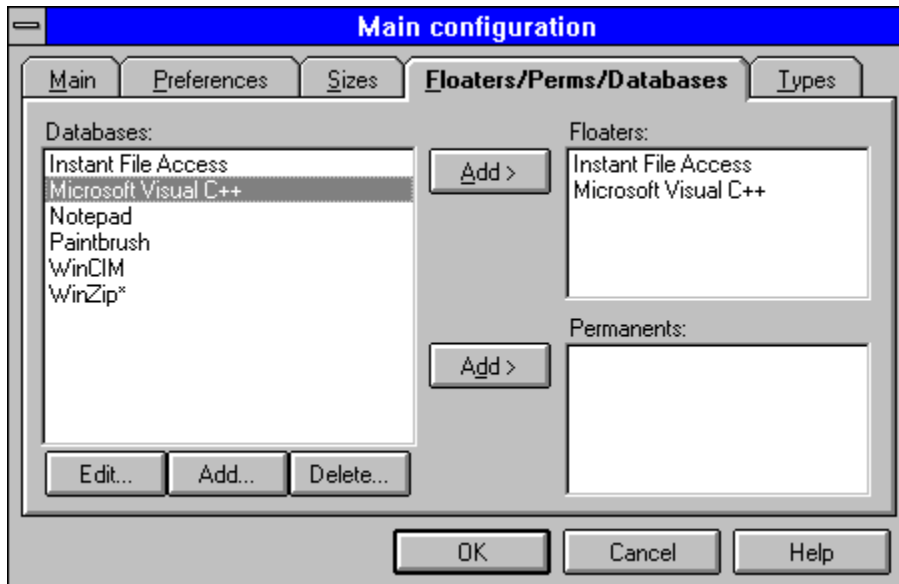 Main configuration
Main Preferences Sizes Floaters/Perms/Databases Types
Databases:
Instant File Access
Microsoft Visual C++
Notepad
Paintbrush
WinCIM
WinZip*
Edit... Add... Delete...
Add >
Add >
Floaters:
Instant File Access
Microsoft Visual C++
Permanents:
OK Cancel Help